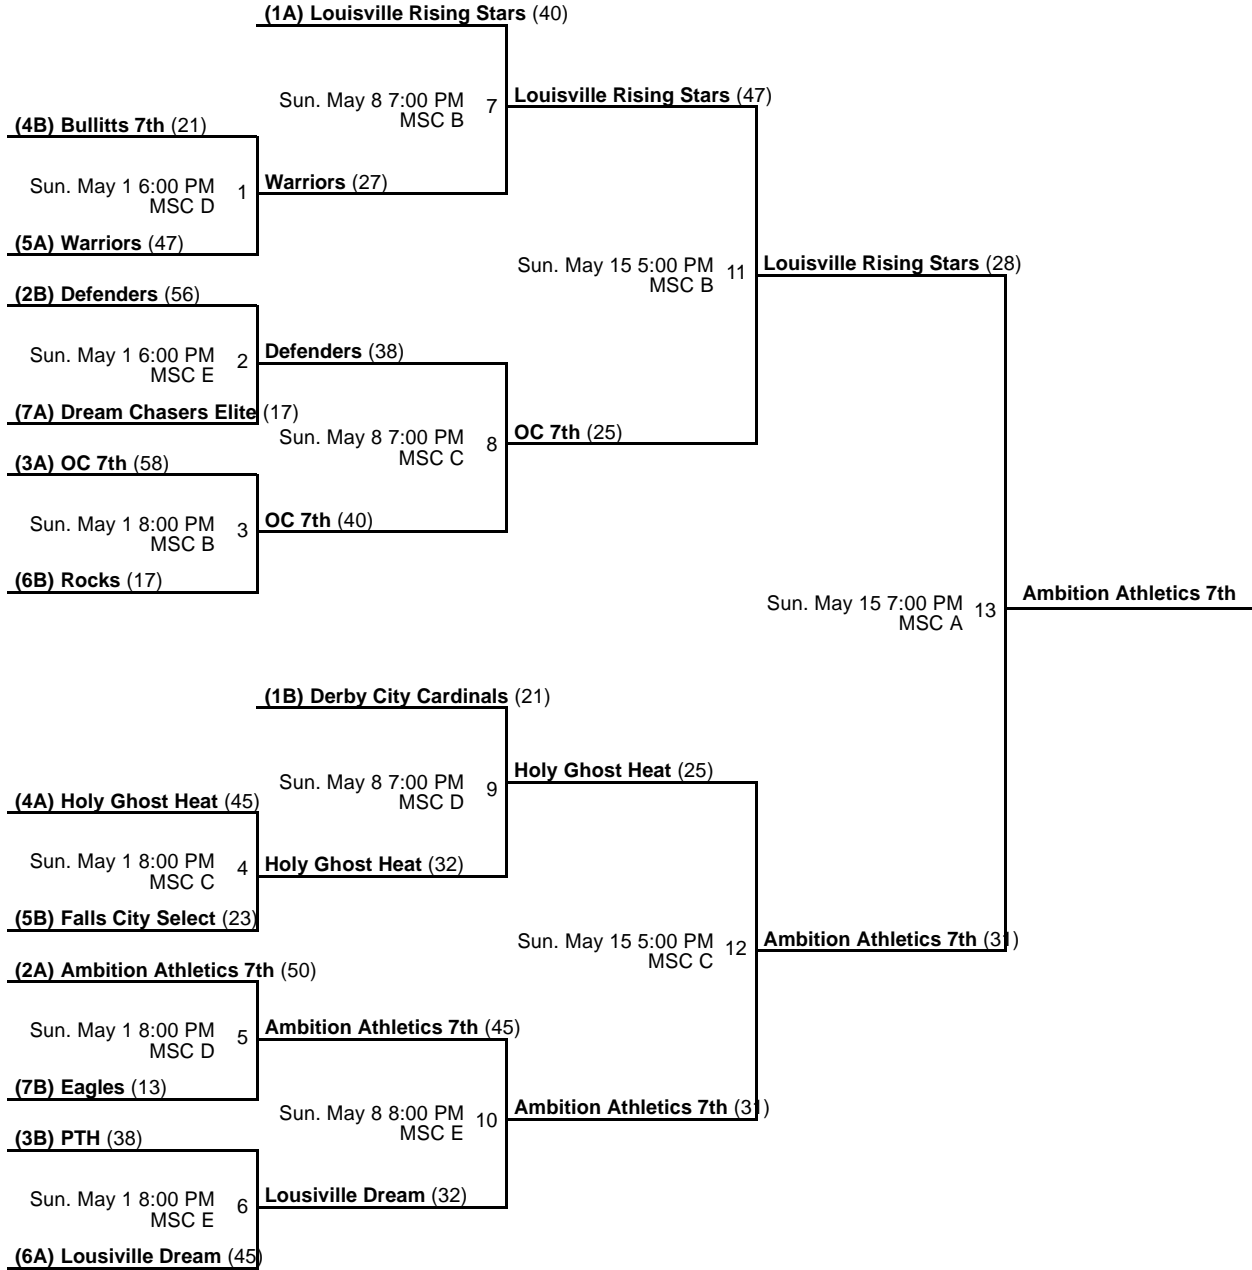 (1A) Louisville Rising Stars (40)
Sun. May 8 7:00 PM
MSC B
7
Louisville Rising Stars (47)
(4B) Bullitts 7th (21)
Sun. May 1 6:00 PM
MSC D
1
Warriors (27)
(5A) Warriors (47)
Sun. May 15 5:00 PM
MSC B
11
Louisville Rising Stars (28)
(2B) Defenders (56)
Sun. May 1 6:00 PM
MSC E
2
Defenders (38)
(7A) Dream Chasers Elite (17)
Sun. May 8 7:00 PM
MSC C
8
OC 7th (25)
(3A) OC 7th (58)
Sun. May 1 8:00 PM
MSC B
3
OC 7th (40)
(6B) Rocks (17)
Sun. May 15 7:00 PM
MSC A
13
Ambition Athletics 7th
(1B) Derby City Cardinals (21)
Sun. May 8 7:00 PM
MSC D
9
Holy Ghost Heat (25)
(4A) Holy Ghost Heat (45)
Sun. May 1 8:00 PM
MSC C
4
Holy Ghost Heat (32)
(5B) Falls City Select (23)
Sun. May 15 5:00 PM
MSC C
12
Ambition Athletics 7th (31)
(2A) Ambition Athletics 7th (50)
Sun. May 1 8:00 PM
MSC D
5
Ambition Athletics 7th (45)
(7B) Eagles (13)
Sun. May 8 8:00 PM
MSC E
10
Ambition Athletics 7th (31)
(3B) PTH (38)
Sun. May 1 8:00 PM
MSC E
6
Lousiville Dream (32)
(6A) Lousiville Dream (45)